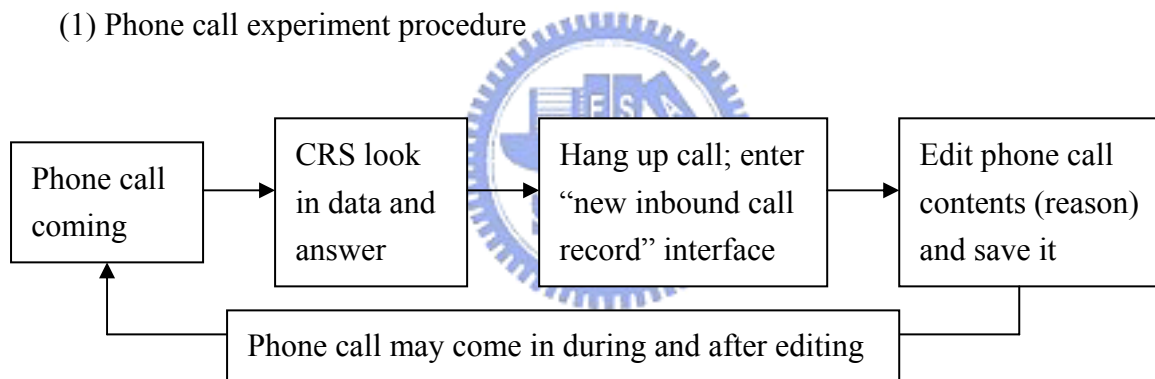 (1) Phone call experiment procedure
Phone call
coming
CRS look
in data and
answer
Hang up call; enter
“new inbound call
record” interface
Edit phone call
contents (reason)
and save it
Phone call may come in during and after editing
E S A